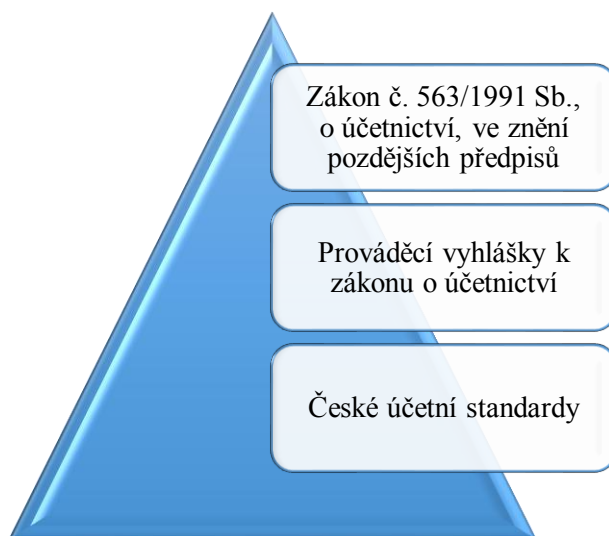 Zákon č. 563/1991 Sb.,
o účetnictví, ve znění
pozdějších předpisů
Prováděcí vyhlášky k
zákonu o účetnictví
České účetní standardy